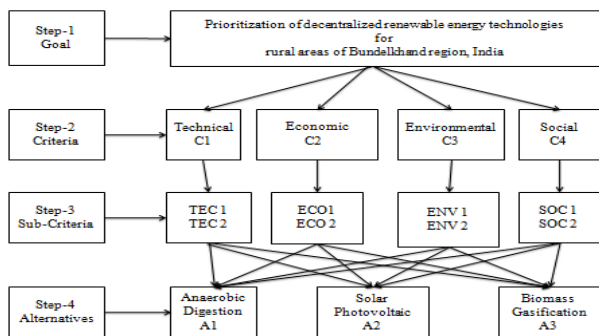 Step-1
Goal
Prioritization of decentralized renewable energy technologies
for
rural areas of Bundelkhand region, India
Step-2
Criteria
Technical
C1
Economic
C2
Environmental
C3
Social
C4
Step-3
Sub-Criteria
TEC 1
TEC 2
ECO1
ECO 2
ENV 1
ENV 2
SOC 1
SOC 2
Step-4
Alternatives
Anaerobic
Digestion
A1
Solar
Photovoltaic
A2
Biomass
Gasification
A3